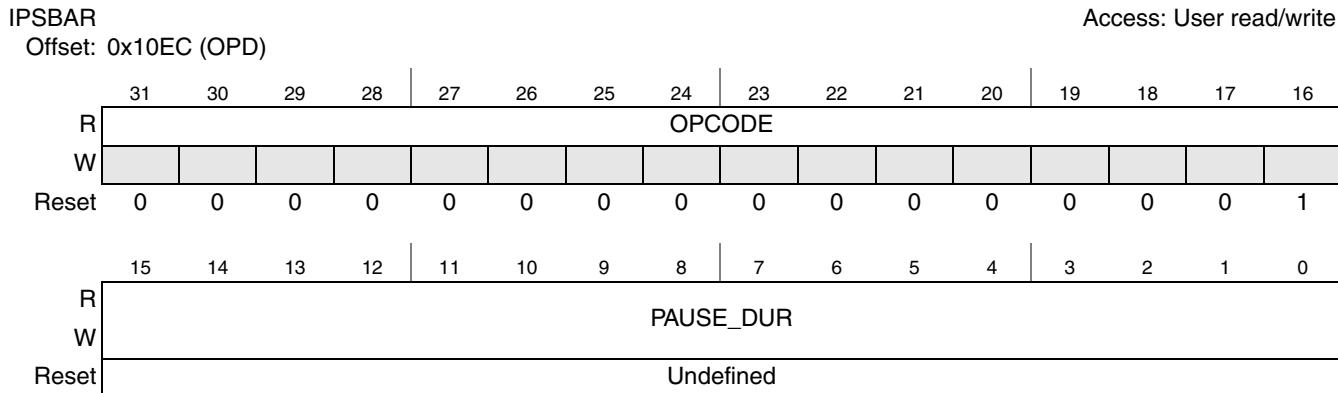 IPSBAR Access: User read/write
Offset: 0x10EC (OPD)
31 30 29 28 27 26 25 24 23 22 21 20 19 18 17 16
R OPCODE
W
Reset 0 0 0 0 0 0 0 0 0 0 0 0 0 0 0 1
15 14 13 12 11 10 9 8 7 6 5 4 3 2 1 0
R
PAUSE_DUR
W
Reset Undefined